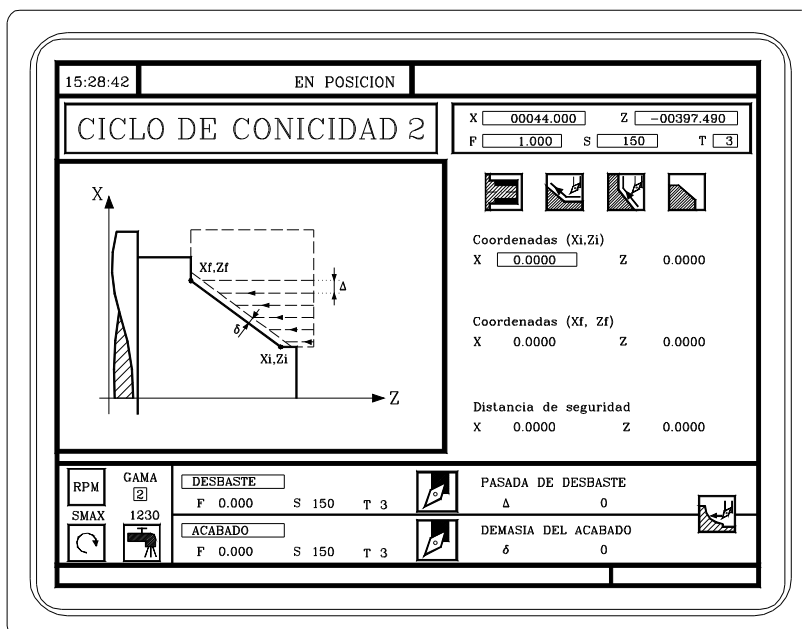 15:28:42 EN POSICION
CICLO DE CONICIDAD 2
X 00044.000 Z -00397.490
F 1.000 S 150 T 3
X
Xf,Zf
Δ
δ
Xi,Zi
Z
Coordenadas (Xi,Zi)
X 0.0000 Z 0.0000
Coordenadas (Xf, Zf)
X 0.0000 Z 0.0000
Distancia de seguridad
X 0.0000 Z 0.0000
RPM GAMA
2
SMAX 1230
DESBASTE
F 0.000 S 150 T 3
PASADA DE DESBASTE
Δ 0
ACABADO
F 0.000 S 150 T 3
DEMASIA DEL ACABADO
δ 0